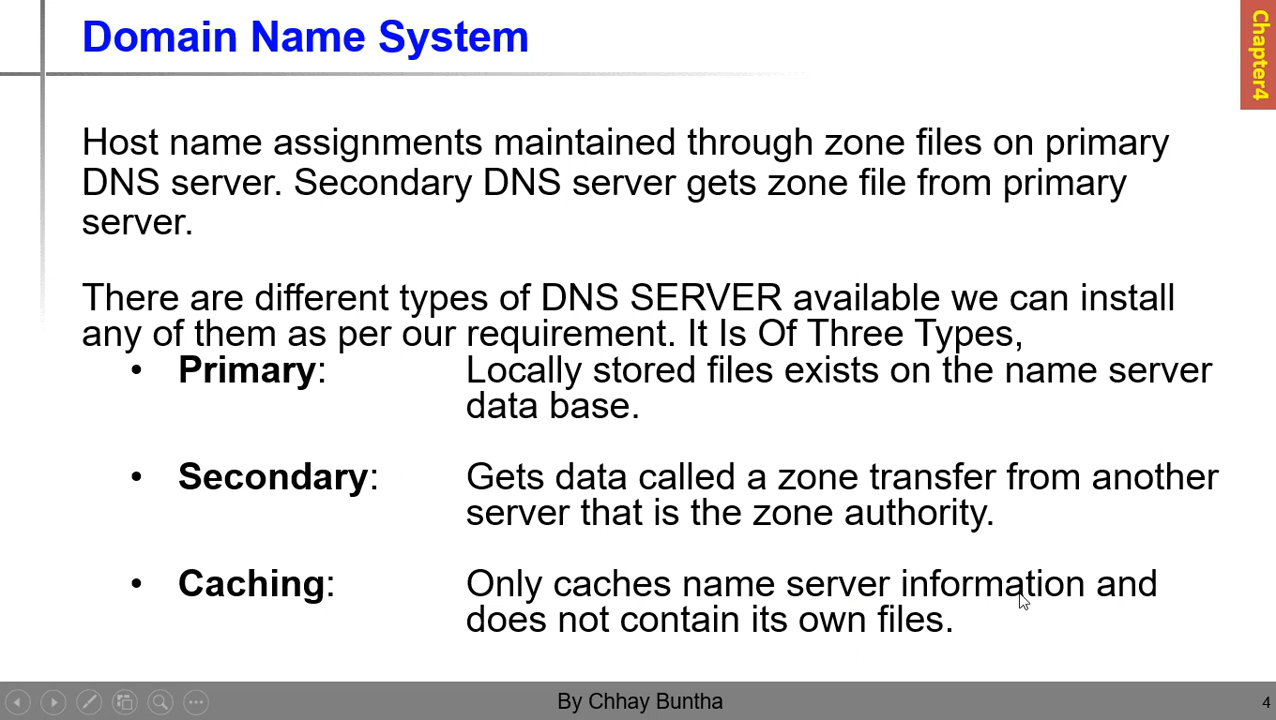 Domain Name System
Chapter4
Host name assignments maintained through zone files on primary
DNS server. Secondary DNS server gets zone file from primary
server.
There are different types of DNS SERVER available we can install
any of them as per our requirement. It Is Of Three Types,
• Primary: Locally stored files exists on the name server
data base.
• Secondary: Gets data called a zone transfer from another
server that is the zone authority.
• Caching: Only caches name server information and
does not contain its own files.
By Chhay Buntha
4